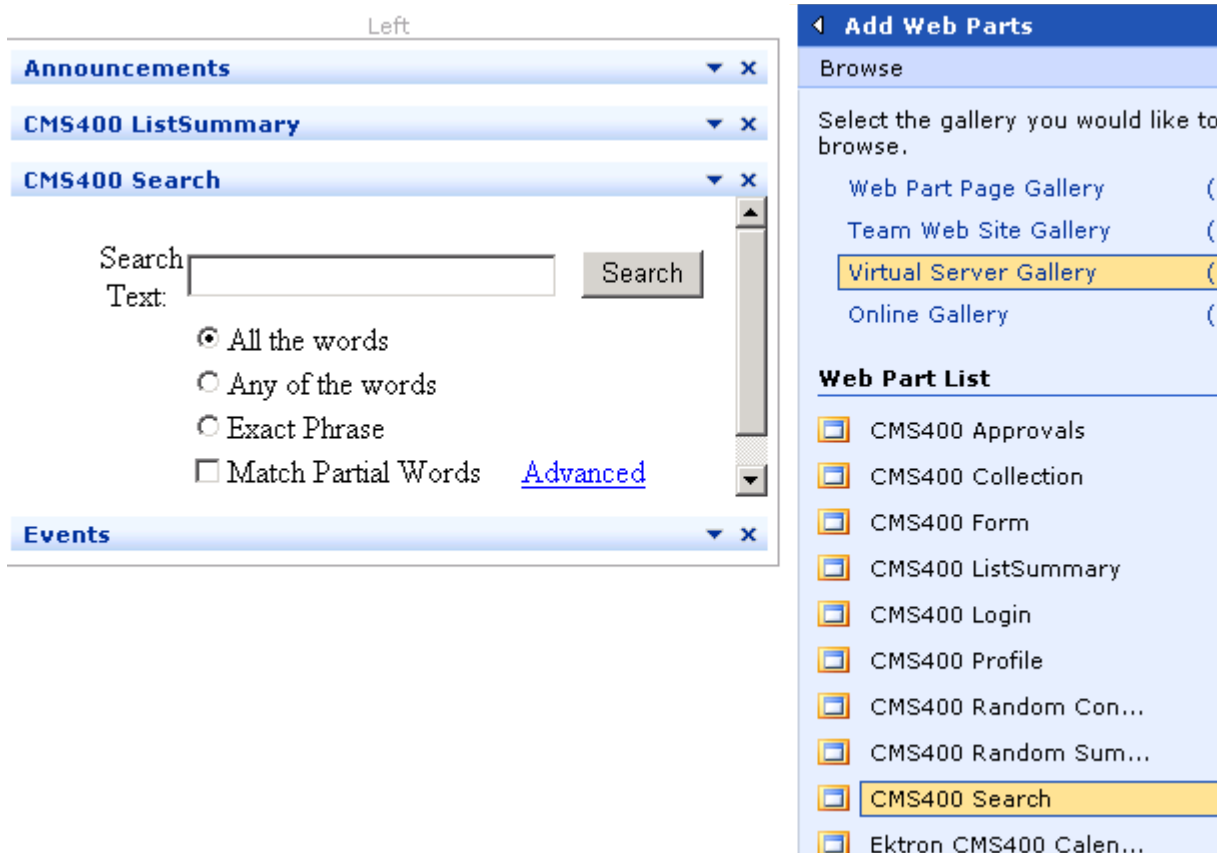 Left
Announcements
CMS400 ListSummary
CMS400 Search
Search
Text:
Search
All the words
Any of the words
Exact Phrase
Match Partial Words Advanced
Events
Add Web Parts
Browse
Select the gallery you would like to
browse.
Web Part Page Gallery (
Team Web Site Gallery (
Virtual Server Gallery (
Online Gallery (
Web Part List
CMS400 Approvals
CMS400 Collection
CMS400 Form
CMS400 ListSummary
CMS400 Login
CMS400 Profile
CMS400 Random Con...
CMS400 Random Sum...
CMS400 Search
Ektron CMS400 Calen...